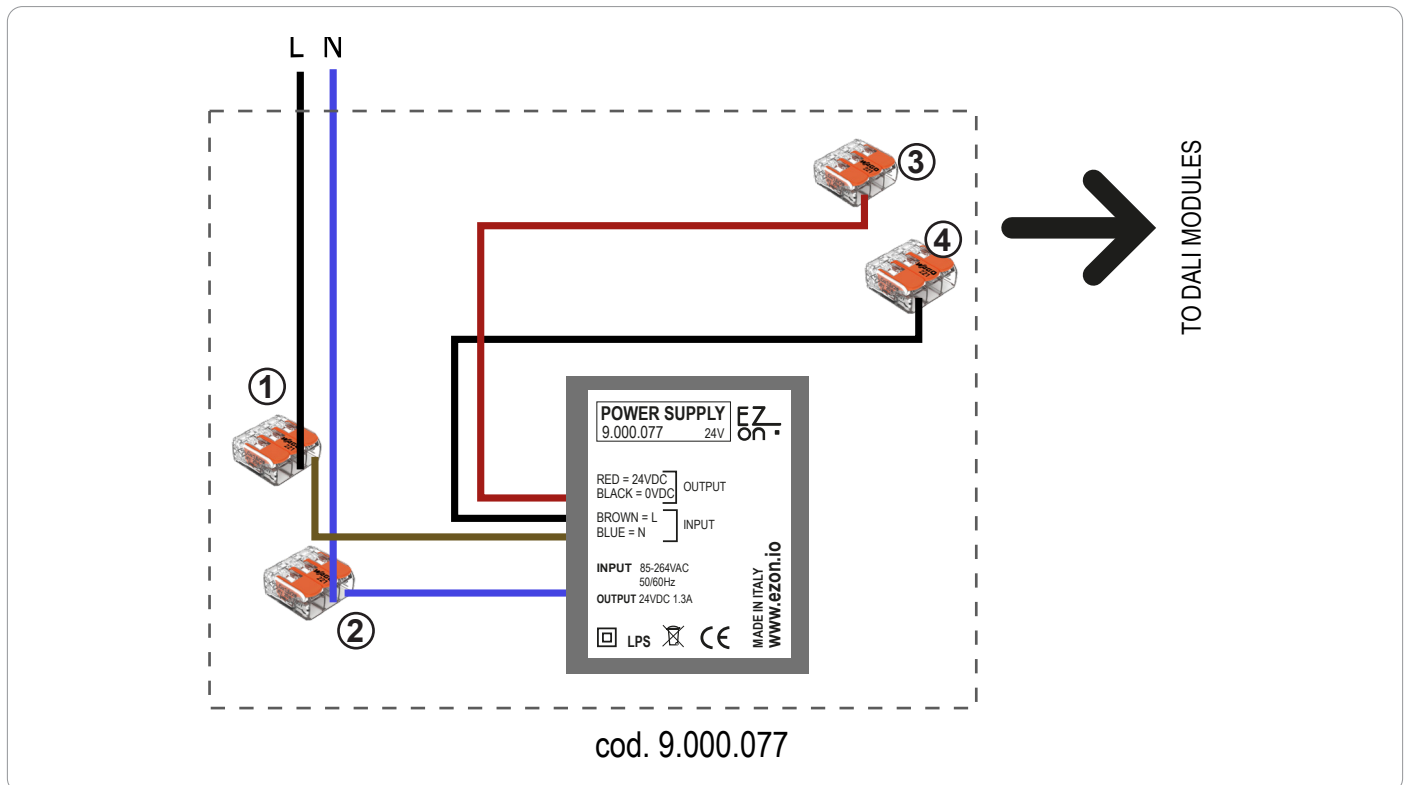 L N
1
2
3
4
TO DALI MODULES
POWER SUPPLY
9.000.077 24V
EZ
on
RED = 24VDC
BLACK = 0VDC
OUTPUT
BROWN = L
BLUE = N
INPUT
INPUT 85-264VAC
50/60Hz
OUTPUT 24VDC 1.3A
LPS CE
MADE IN ITALY
www.ezon.io
cod. 9.000.077